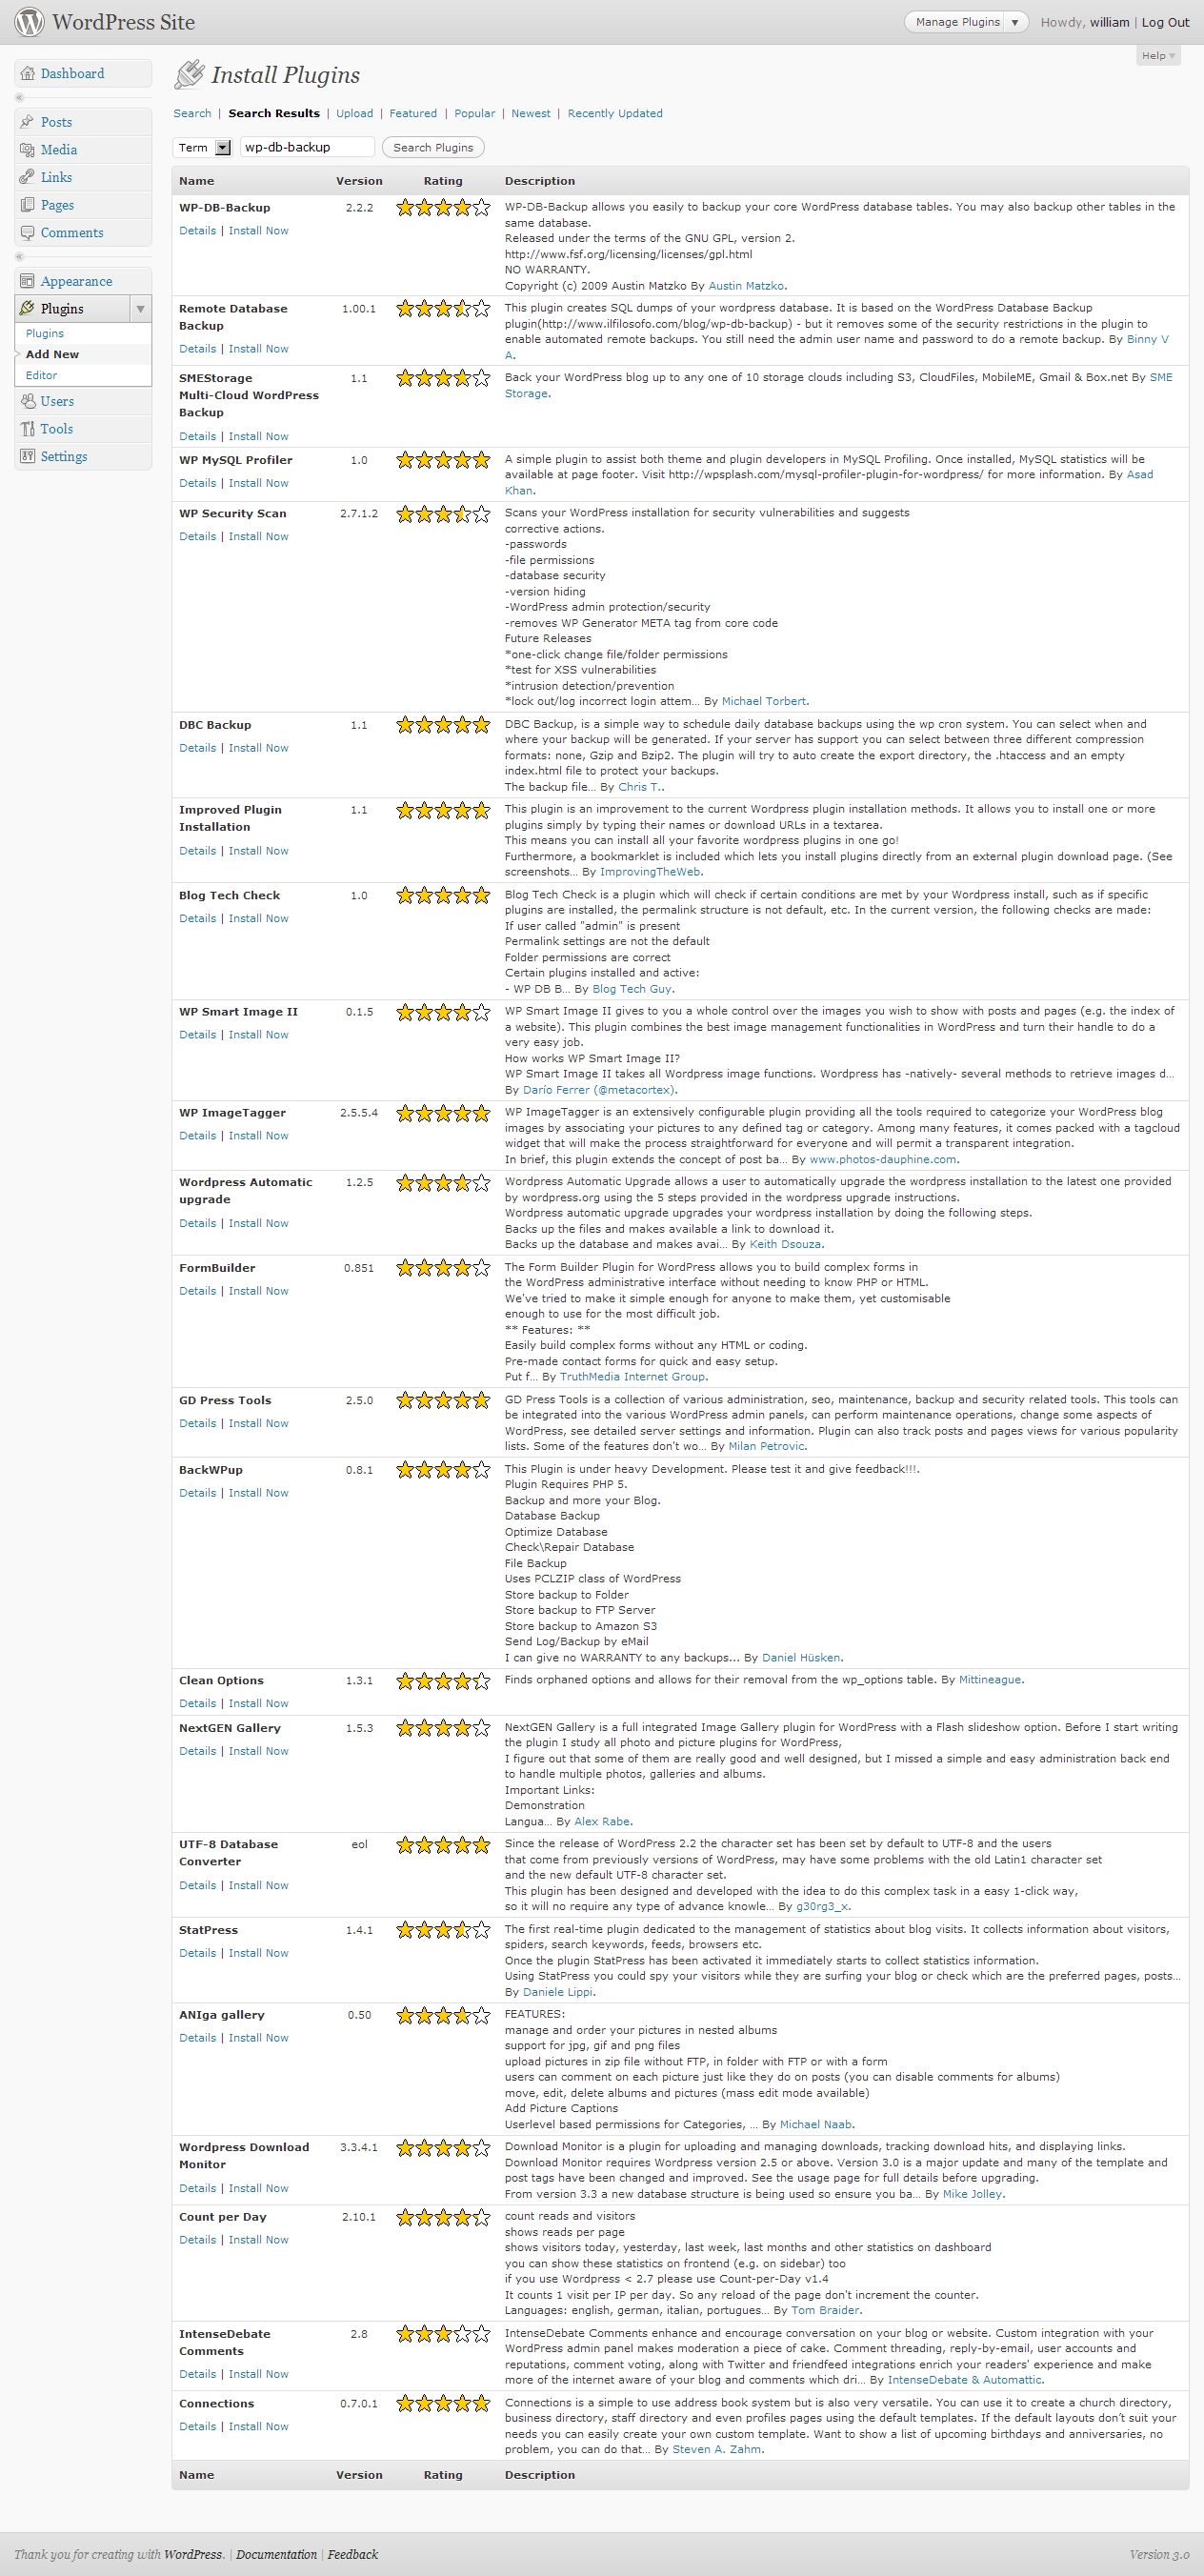 WordPress Site
Manage Plugins
Howdy, william | Log Out
Help
Dashboard
Posts
Media
Links
Pages
Comments
Appearance
Plugins
Plugins
Add New
Editor
Users
Tools
Settings
Install Plugins
Search | Search Results | Upload | Featured | Popular | Newest | Recently Updated
Term wp-db-backup Search Plugins
Name Version Rating Description
WP-DB-Backup 2.2.2
Details | Install Now
WP-DB-Backup allows you easily to backup your core WordPress database tables. You may also backup other tables in the
same database.
Released under the terms of the GNU GPL, version 2.
http://www.fsf.org/licensing/licenses/gpl.html
NO WARRANTY.
Copyright (c) 2009 Austin Matzko By Austin Matzko.
Remote Database
Backup
1.00.1
Details | Install Now
This plugin creates SQL dumps of your wordpress database. It is based on the WordPress Database Backup
plugin(http://www.ilfilosofo.com/blog/wp-db-backup) - but it removes some of the security restrictions in the plugin to
enable automated remote backups. You still need the admin user name and password to do a remote backup. By Binny V
A.
SMEStorage
Multi-Cloud WordPress
Backup
1.1
Details | Install Now
Back your WordPress blog up to any one of 10 storage clouds including S3, CloudFiles, MobileME, Gmail & Box.net By SME
Storage.
WP MySQL Profiler 1.0
Details | Install Now
A simple plugin to assist both theme and plugin developers in MySQL Profiling. Once installed, MySQL statistics will be
available at page footer. Visit http://wpsplash.com/mysql-profiler-plugin-for-wordpress/ for more information. By Asad
Khan.
WP Security Scan 2.7.1.2
Details | Install Now
Scans your WordPress installation for security vulnerabilities and suggests
corrective actions.
-passwords
-file permissions
-database security
-version hiding
-WordPress admin protection/security
-removes WP Generator META tag from core code
Future Releases
*one-click change file/folder permissions
*test for XSS vulnerabilities
*intrusion detection/prevention
*lock out/log incorrect login attem... By Michael Torbert.
DBC Backup 1.1
Details | Install Now
DBC Backup, is a simple way to schedule daily database backups using the wp cron system. You can select when and
where your backup will be generated. If your server has support you can select between three different compression
formats: none, Gzip and Bzip2. The plugin will try to auto create the export directory, the .htaccess and an empty
index.html file to protect your backups.
The backup file... By Chris T..
Improved Plugin
Installation
1.1
Details | Install Now
This plugin is an improvement to the current Wordpress plugin installation methods. It allows you to install one or more
plugins simply by typing their names or download URLs in a textarea.
This means you can install all your favorite wordpress plugins in one go!
Furthermore, a bookmarklet is included which lets you install plugins directly from an external plugin download page. (See
screenshots... By ImprovingTheWeb.
Blog Tech Check 1.0
Details | Install Now
Blog Tech Check is a plugin which will check if certain conditions are met by your Wordpress install, such as if specific
plugins are installed, the permalink structure is not default, etc. In the current version, the following checks are made:
If user called "admin" is present
Permalink settings are not the default
Folder permissions are correct
Certain plugins installed and active:
- WP DB B... By Blog Tech Guy.
WP Smart Image II 0.1.5
Details | Install Now
WP Smart Image II gives to you a whole control over the images you wish to show with posts and pages (e.g. the index of
a website). This plugin combines the best image management functionalities in WordPress and turn their handle to do a
very easy job.
How works WP Smart Image II?
WP Smart Image II takes all Wordpress image functions. Wordpress has -natively- several methods to retrieve images d...
By Darío Ferrer (@metacortex).
WP ImageTagger 2.5.5.4
Details | Install Now
WP ImageTagger is an extensively configurable plugin providing all the tools required to categorize your WordPress blog
images by associating your pictures to any defined tag or category. Among many features, it comes packed with a tagcloud
widget that will make the process straightforward for everyone and will permit a transparent integration.
In brief, this plugin extends the concept of post ba... By www.photos-dauphine.com.
Wordpress Automatic
upgrade
1.2.5
Details | Install Now
Wordpress Automatic Upgrade allows a user to automatically upgrade the wordpress installation to the latest one provided
by wordpress.org using the 5 steps provided in the wordpress upgrade instructions.
Wordpress automatic upgrade upgrades your wordpress installation by doing the following steps.
Backs up the files and makes available a link to download it.
Backs up the database and makes avai... By Keith Dsouza.
FormBuilder 0.851
Details | Install Now
The Form Builder Plugin for WordPress allows you to build complex forms in
the WordPress administrative interface without needing to know PHP or HTML.
We've tried to make it simple enough for anyone to make them, yet customisable
enough to use for the most difficult job.
** Features: **
Easily build complex forms without any HTML or coding.
Pre-made contact forms for quick and easy setup.
Put f... By TruthMedia Internet Group.
GD Press Tools 2.5.0
Details | Install Now
GD Press Tools is a collection of various administration, seo, maintenance, backup and security related tools. This tools can
be integrated into the various WordPress admin panels, can perform maintenance operations, change some aspects of
WordPress, see detailed server settings and information. Plugin can also track posts and pages views for various popularity
lists. Some of the features don't wo... By Milan Petrovic.
BackWPup 0.8.1
Details | Install Now
This Plugin is under heavy Development. Please test it and give feedback!!!.
Plugin Requires PHP 5.
Backup and more your Blog.
Database Backup
Optimize Database
Check\Repair Database
File Backup
Uses PCLZIP class of WordPress
Store backup to Folder
Store backup to FTP Server
Store backup to Amazon S3
Send Log/Backup by eMail
I can give no WARRANTY to any backups... By Daniel Hüsken.
Clean Options 1.3.1
Details | Install Now
Finds orphaned options and allows for their removal from the wp_options table. By Mittineague.
NextGEN Gallery 1.5.3
Details | Install Now
NextGEN Gallery is a full integrated Image Gallery plugin for WordPress with a Flash slideshow option. Before I start writing
the plugin I study all photo and picture plugins for WordPress,
I figure out that some of them are really good and well designed, but I missed a simple and easy administration back end
to handle multiple photos, galleries and albums.
Important Links:
Demonstration
Langua... By Alex Rabe.
UTF-8 Database
Converter
eol
Details | Install Now
Since the release of WordPress 2.2 the character set has been set by default to UTF-8 and the users
that come from previously versions of WordPress, may have some problems with the old Latin1 character set
and the new default UTF-8 character set.
This plugin has been designed and developed with the idea to do this complex task in a easy 1-click way,
so it will no require any type of advance knowle... By g30rg3_x.
StatPress 1.4.1
Details | Install Now
The first real-time plugin dedicated to the management of statistics about blog visits. It collects information about visitors,
spiders, search keywords, feeds, browsers etc.
Once the plugin StatPress has been activated it immediately starts to collect statistics information.
Using StatPress you could spy your visitors while they are surfing your blog or check which are the preferred pages, posts...
By Daniele Lippi.
ANIga gallery 0.50
Details | Install Now
FEATURES:
manage and order your pictures in nested albums
support for jpg, gif and png files
upload pictures in zip file without FTP, in folder with FTP or with a form
users can comment on each picture just like they do on posts (you can disable comments for albums)
move, edit, delete albums and pictures (mass edit mode available)
Add Picture Captions
Userlevel based permissions for Categories, ... By Michael Naab.
Wordpress Download
Monitor
3.3.4.1
Details | Install Now
Download Monitor is a plugin for uploading and managing downloads, tracking download hits, and displaying links.
Download Monitor requires Wordpress version 2.5 or above. Version 3.0 is a major update and many of the template and
post tags have been changed and improved. See the usage page for full details before upgrading.
From version 3.3 a new database structure is being used so ensure you ba... By Mike Jolley.
Count per Day 2.10.1
Details | Install Now
count reads and visitors
shows reads per page
shows visitors today, yesterday, last week, last months and other statistics on dashboard
you can show these statistics on frontend (e.g. on sidebar) too
if you use Wordpress < 2.7 please use Count-per-Day v1.4
It counts 1 visit per IP per day. So any reload of the page don't increment the counter.
Languages: english, german, italian, portugues... By Tom Braider.
IntenseDebate
Comments
2.8
Details | Install Now
IntenseDebate Comments enhance and encourage conversation on your blog or website. Custom integration with your
WordPress admin panel makes moderation a piece of cake. Comment threading, reply-by-email, user accounts and
reputations, comment voting, along with Twitter and friendfeed integrations enrich your readers' experience and make
more of the internet aware of your blog and comments which dri... By IntenseDebate & Automattic.
Connections 0.7.0.1
Details | Install Now
Connections is a simple to use address book system but is also very versatile. You can use it to create a church directory,
business directory, staff directory and even profiles pages using the default templates. If the default layouts don't suit your
needs you can easily create your own custom template. Want to show a list of upcoming birthdays and anniversaries, no
problem, you can do that... By Steven A. Zahm.
Name Version Rating Description
Thank you for creating with WordPress. | Documentation | Feedback
Version 3.0